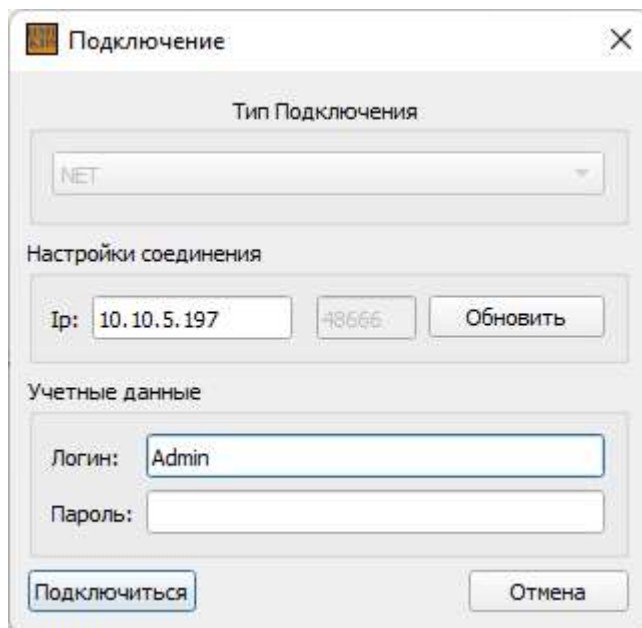 Подключение
Тип Подключения
NET
Настройки соединения
Ip: 10.10.5.197 48666 Обновить
Учетные данные
Логин: Admin
Пароль:
Подключиться Отмена